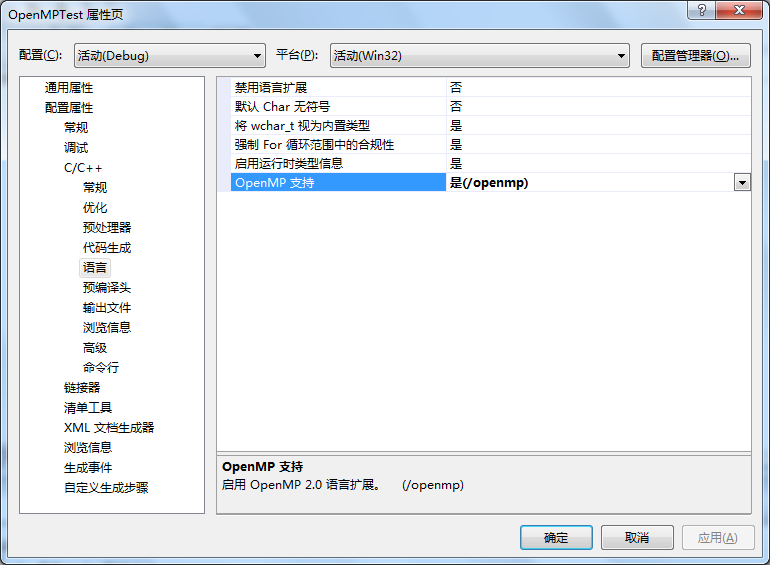 OpenMPTest 属性页
配置(C): 活动(Debug) 平台(P): 活动(Win32) 配置管理器(O)...
通用属性
配置属性
常规
调试
C/C++
常规
优化
预处理器
代码生成
语言
预编译头
输出文件
浏览信息
高级
命令行
链接器
清单工具
XML 文档生成器
浏览信息
生成事件
自定义生成步骤
禁用语言扩展 否
默认 Char 无符号 否
将 wchar_t 视为内置类型 是
强制 For 循环范围中的合规性 是
启用运行时类型信息 是
OpenMP 支持 是(/openmp)
OpenMP 支持
启用 OpenMP 2.0 语言扩展。 (/openmp)
确定 取消 应用(A)